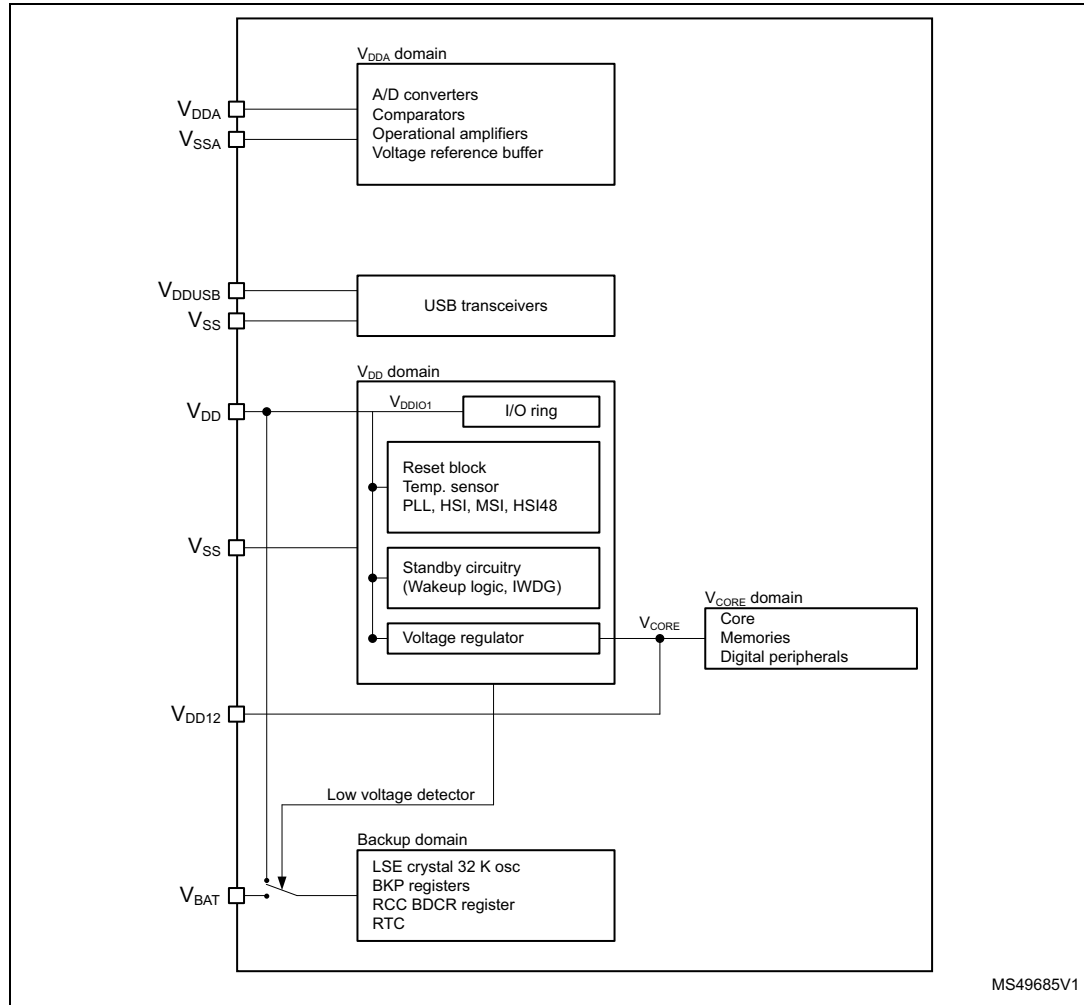 VDDA domain
A/D converters
Comparators
Operational amplifiers
Voltage reference buffer
VDDA
VSSA
VDDUSB
VSS
USB transceivers
VDD domain
VDD
VDDIO1
I/O ring
Reset block
Temp. sensor
PLL, HSI, MSI, HSI48
VSS
Standby circuitry
(Wakeup logic, IWDG)
Voltage regulator
VCORE
VCORE domain
Core
Memories
Digital peripherals
VDD12
Low voltage detector
Backup domain
LSE crystal 32 K osc
BKP registers
RCC BDCR register
RTC
VBAT
MS49685V1